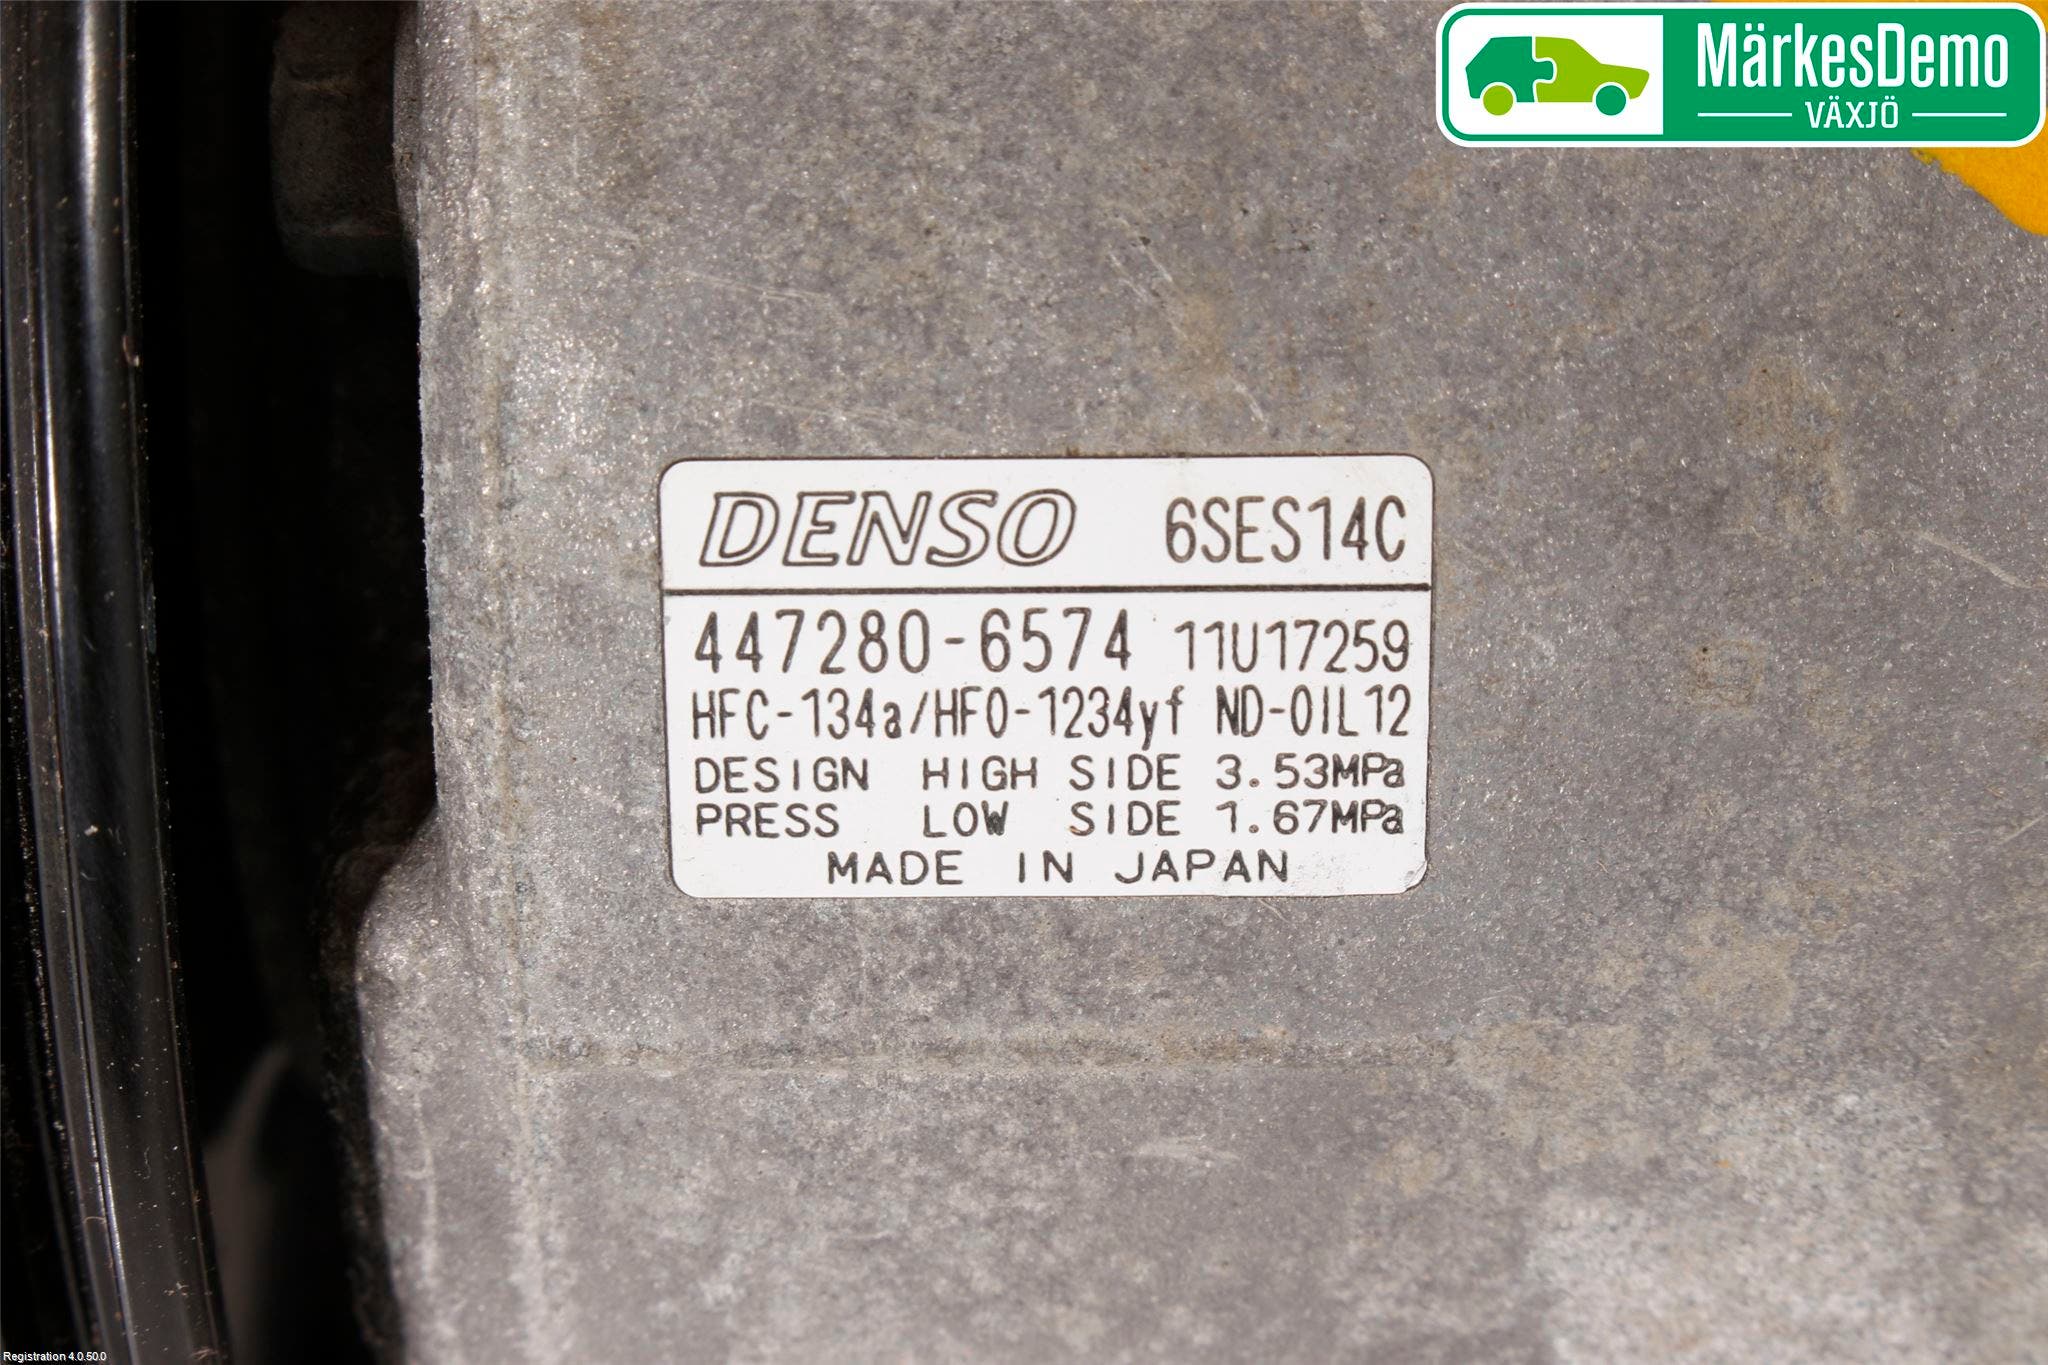 MärkesDemo
VÄXJÖ
DENSO 6SES14C
447280-6574 11U17259
HFC-134a/HFO-1234yf ND-OIL12
DESIGN HIGH SIDE 3.53MPa
PRESS LOW SIDE 1.67MPa
MADE IN JAPAN
Registration 4.0.50.0